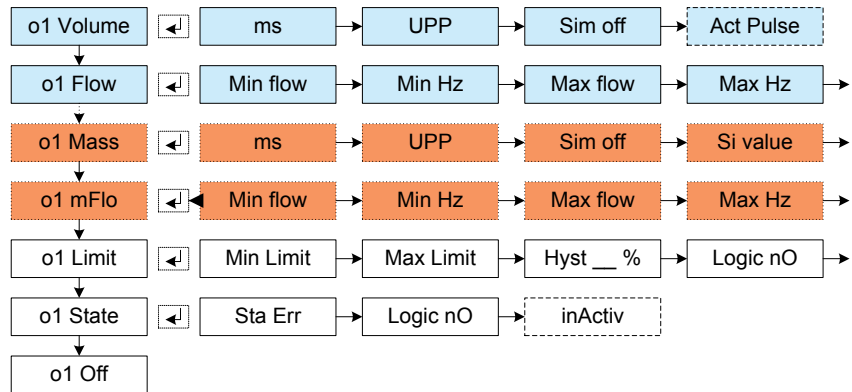 o1 Volume ms UPP Sim off Act Pulse
o1 Flow Min flow Min Hz Max flow Max Hz
o1 Mass ms UPP Sim off Si value
o1 mFlo Min flow Min Hz Max flow Max Hz
o1 Limit Min Limit Max Limit Hyst __ % Logic nO
o1 State Sta Err Logic nO inActiv
o1 Off